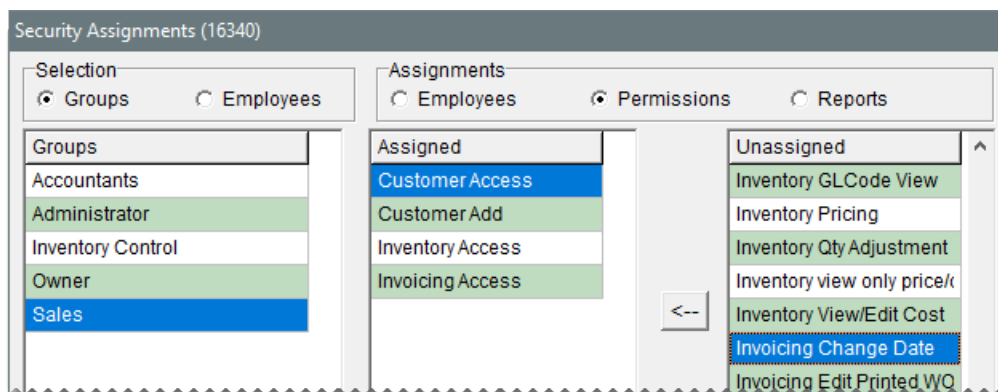 Security Assignments (16340)
Selection
Groups Employees
Assignments
Employees Permissions Reports
Groups
Accountants
Administrator
Inventory Control
Owner
Sales
Assigned
Customer Access
Customer Add
Inventory Access
Invoicing Access
<--
Unassigned
Inventory GLCode View
Inventory Pricing
Inventory Qty Adjustment
Inventory view only price/
Inventory View/Edit Cost
Invoicing Change Date
Invoicing Edit Printed WO